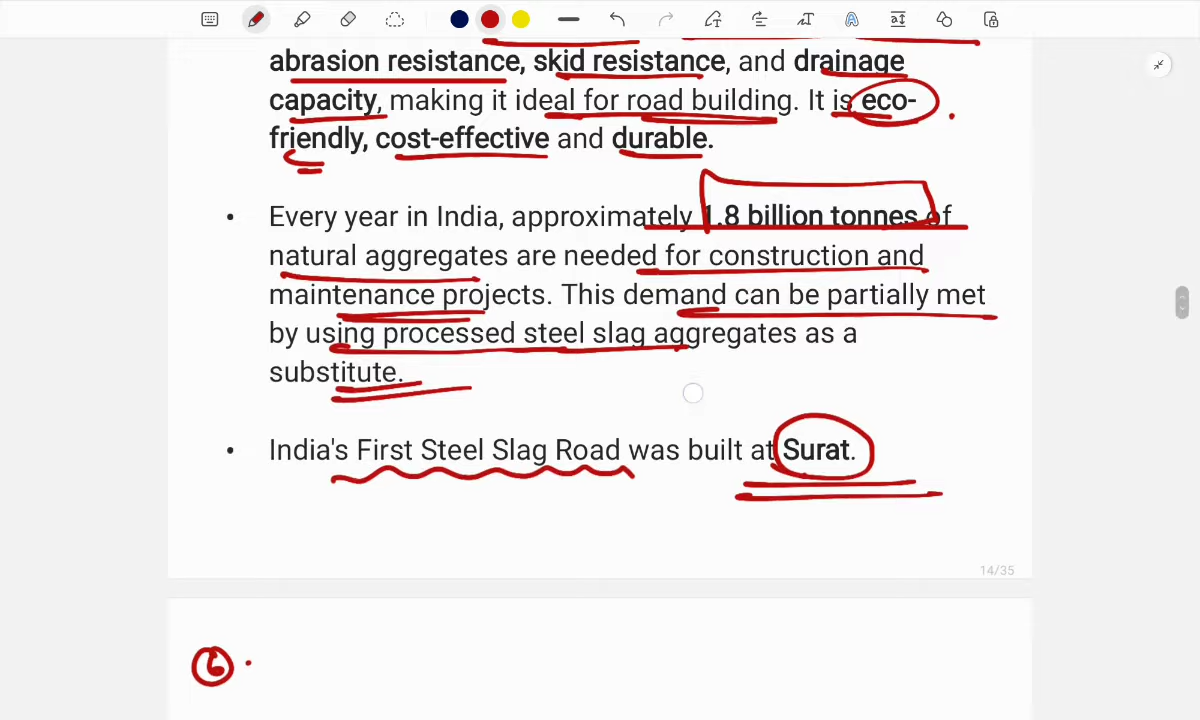 abrasion resistance, skid resistance, and drainage
capacity, making it ideal for road building. It is eco-
friendly, cost-effective and durable.
• Every year in India, approximately 1.8 billion tonnes of
natural aggregates are needed for construction and
maintenance projects. This demand can be partially met
by using processed steel slag aggregates as a
substitute.
• India's First Steel Slag Road was built at Surat.
14/35
6